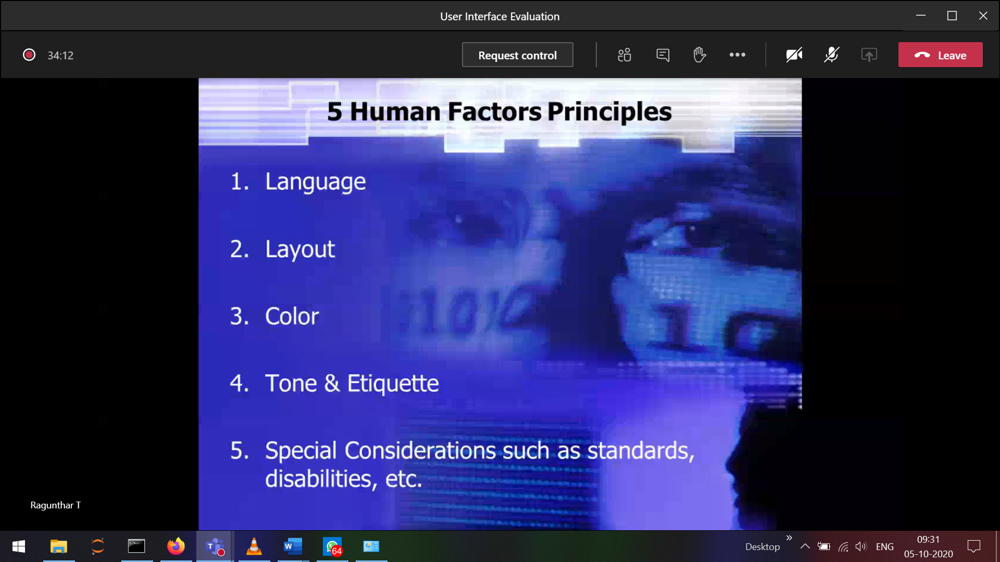 User Interface Evaluation
34:12
Request control
Leave
5 Human Factors Principles
1. Language
2. Layout
3. Color
4. Tone & Etiquette
5. Special Considerations such as standards,
disabilities, etc.
Ragunthar T
64
Desktop
ENG
09:31
05-10-2020